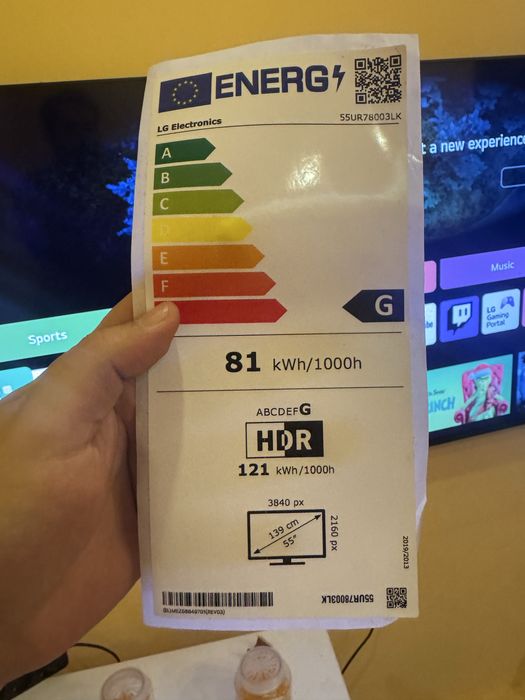 ENERG
LG Electronics
55UR78003LK
A
B
C
D
E
F
G
81 kWh/1000h
ABCDEFG
HDR
121 kWh/1000h
3840 px
2160 px
139 cm
55"
2019/2013
55UR78003LK
t a new experience
Sports
Music
LG
Gaming
Portal